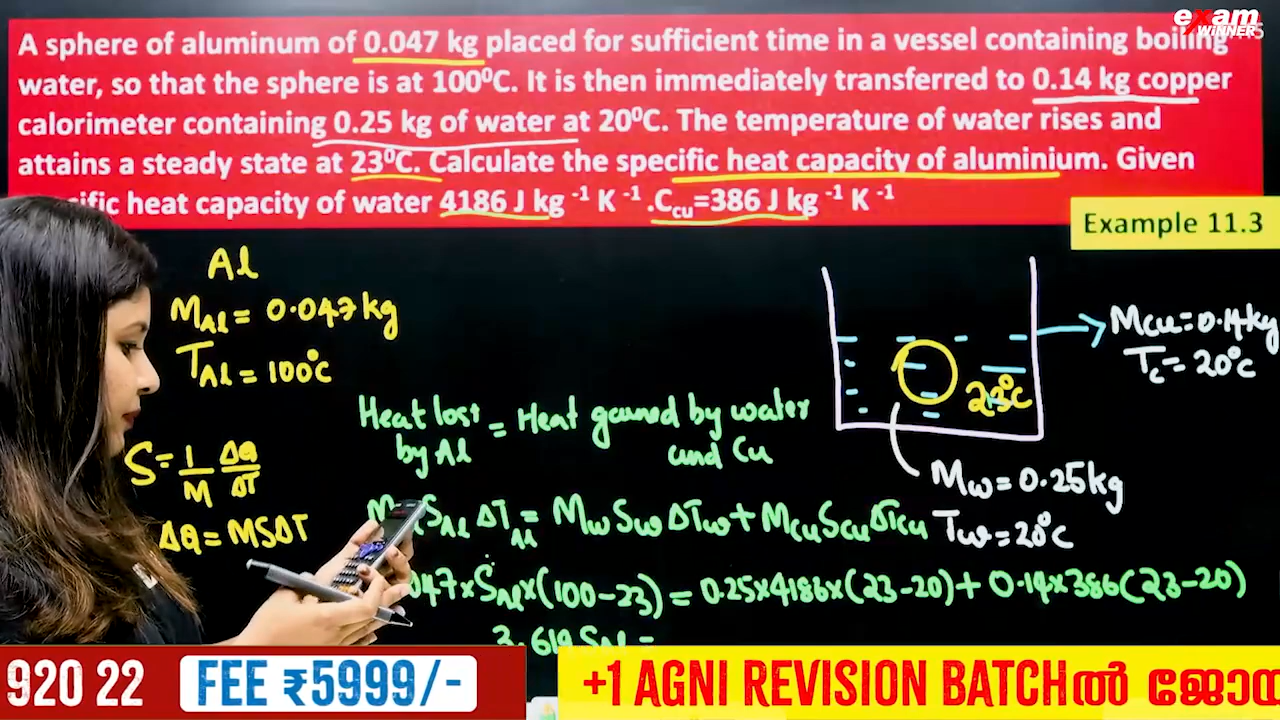 exam
WiNNER
A sphere of aluminum of 0.047 kg placed for sufficient time in a vessel containing boiling
water, so that the sphere is at 100⁰C. It is then immediately transferred to 0.14 kg copper
calorimeter containing 0.25 kg of water at 20⁰C. The temperature of water rises and
attains a steady state at 23⁰C. Calculate the specific heat capacity of aluminium. Given
heat capacity of water 4186 J kg ⁻¹ K ⁻¹ .Ccu=386 J kg ⁻¹ K ⁻¹
Example 11.3
Al
MAl = 0.047 kg
TAl = 100°C
S = 1/M ΔQ/ΔT
ΔQ = MSΔT
Heat lost by Al = Heat gained by water and Cu
SAl ΔTAl = Mw Sw ΔTw + Mcu Scu ΔTcu
047 x SAl x (100-23) = 0.25x4186x(23-20) + 0.14x386(23-20)
3.619 SAl =
23°C
Mcu = 0.14kg
Tc = 20°C
Mw = 0.25kg
Tw = 20°C
920 22
FEE ₹5999/-
+1 AGNI REVISION BATCHൽ